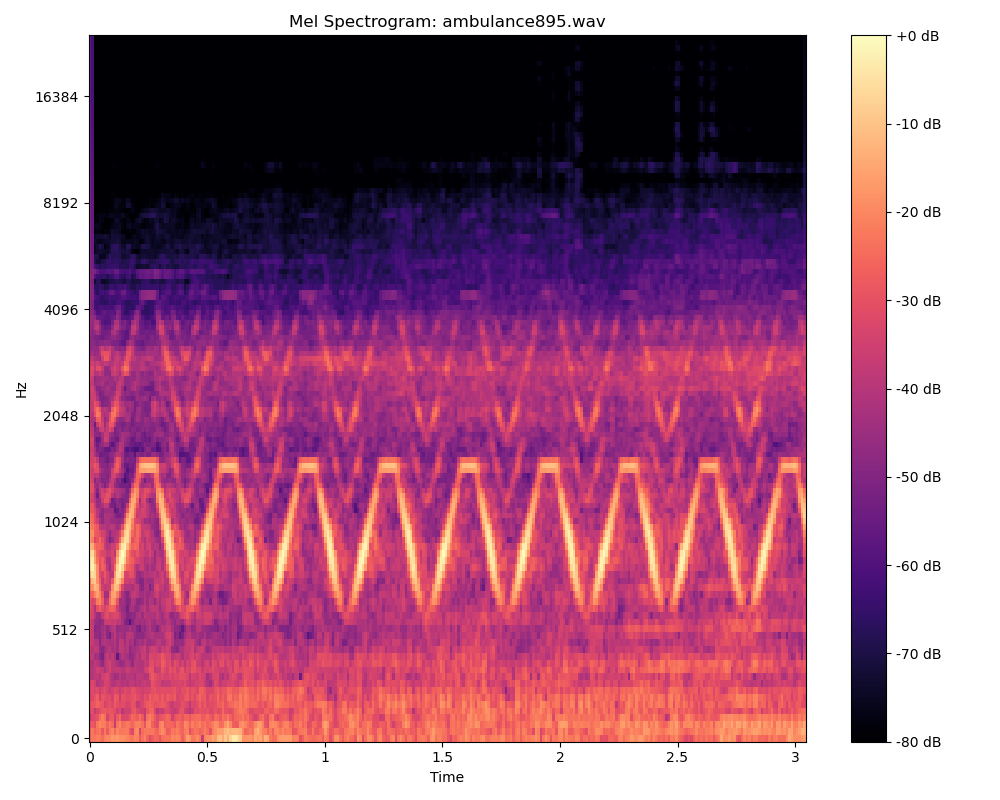 Mel Spectrogram: ambulance895.wav
Hz
16384
8192
4096
2048
1024
512
0
0
0.5
1
1.5
2
2.5
3
Time
+0 dB
-10 dB
-20 dB
-30 dB
-40 dB
-50 dB
-60 dB
-70 dB
-80 dB